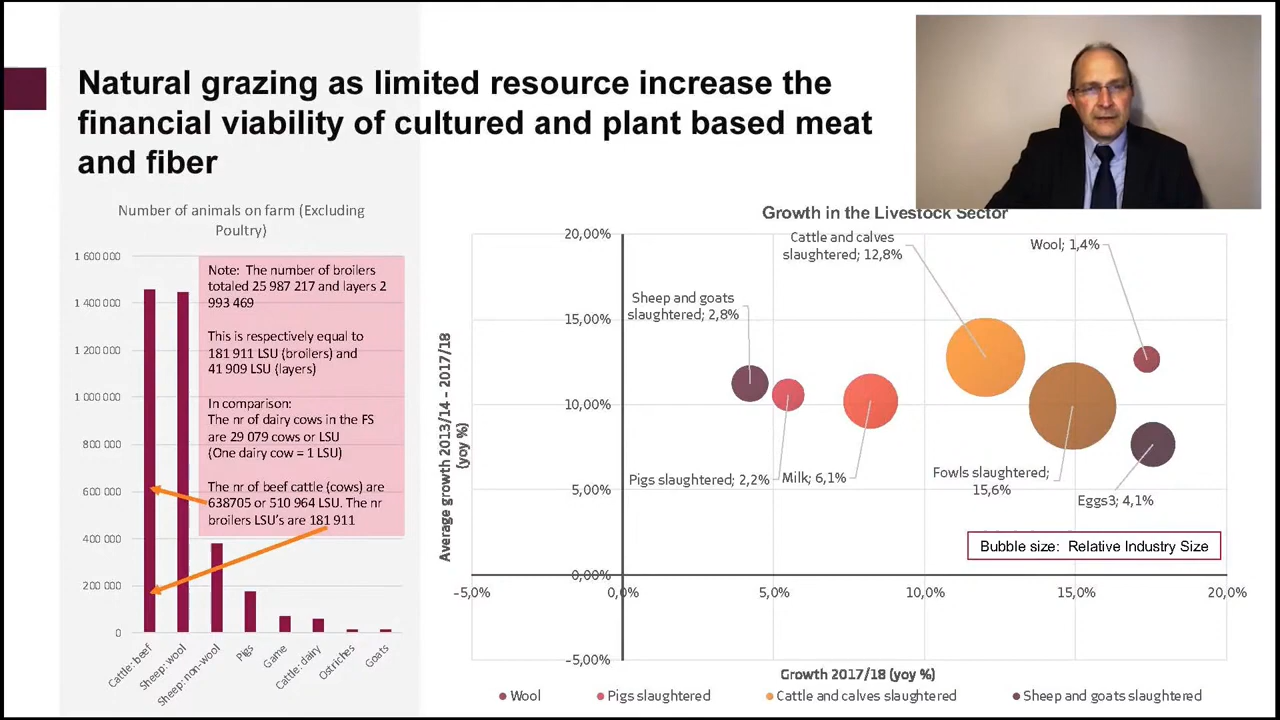 Natural grazing as limited resource increase the
financial viability of cultured and plant based meat
and fiber
Number of animals on farm (Excluding
Poultry)
1 600 000
1 400 000
1 200 000
1 000 000
800 000
600 000
400 000
200 000
0
Cattle: beef
Sheep: wool
Sheep: non-wool
Pigs
Game
Cattle: dairy
Ostriches
Goats
Note: The number of broilers
totaled 25 987 217 and layers 2
993 469
This is respectively equal to
181 911 LSU (broilers) and
41 909 LSU (layers)
In comparison:
The nr of dairy cows in the FS
are 29 079 cows or LSU
(One dairy cow = 1 LSU)
The nr of beef cattle (cows) are
638705 or 510 964 LSU. The nr
broilers LSU's are 181 911
Growth in the Livestock Sector
Average growth 2013/14 - 2017/18
(yoy %)
20,00%
15,00%
10,00%
5,00%
0,00%
-5,00%
Cattle and calves
slaughtered; 12,8%
Wool; 1,4%
Sheep and goats
slaughtered; 2,8%
Pigs slaughtered; 2,2%
Milk; 6,1%
Fowls slaughtered;
15,6%
Eggs3; 4,1%
Bubble size: Relative Industry Size
-5,0%
0,0%
5,0%
10,0%
15,0%
20,0%
Growth 2017/18 (yoy %)
Wool
Pigs slaughtered
Cattle and calves slaughtered
Sheep and goats slaughtered